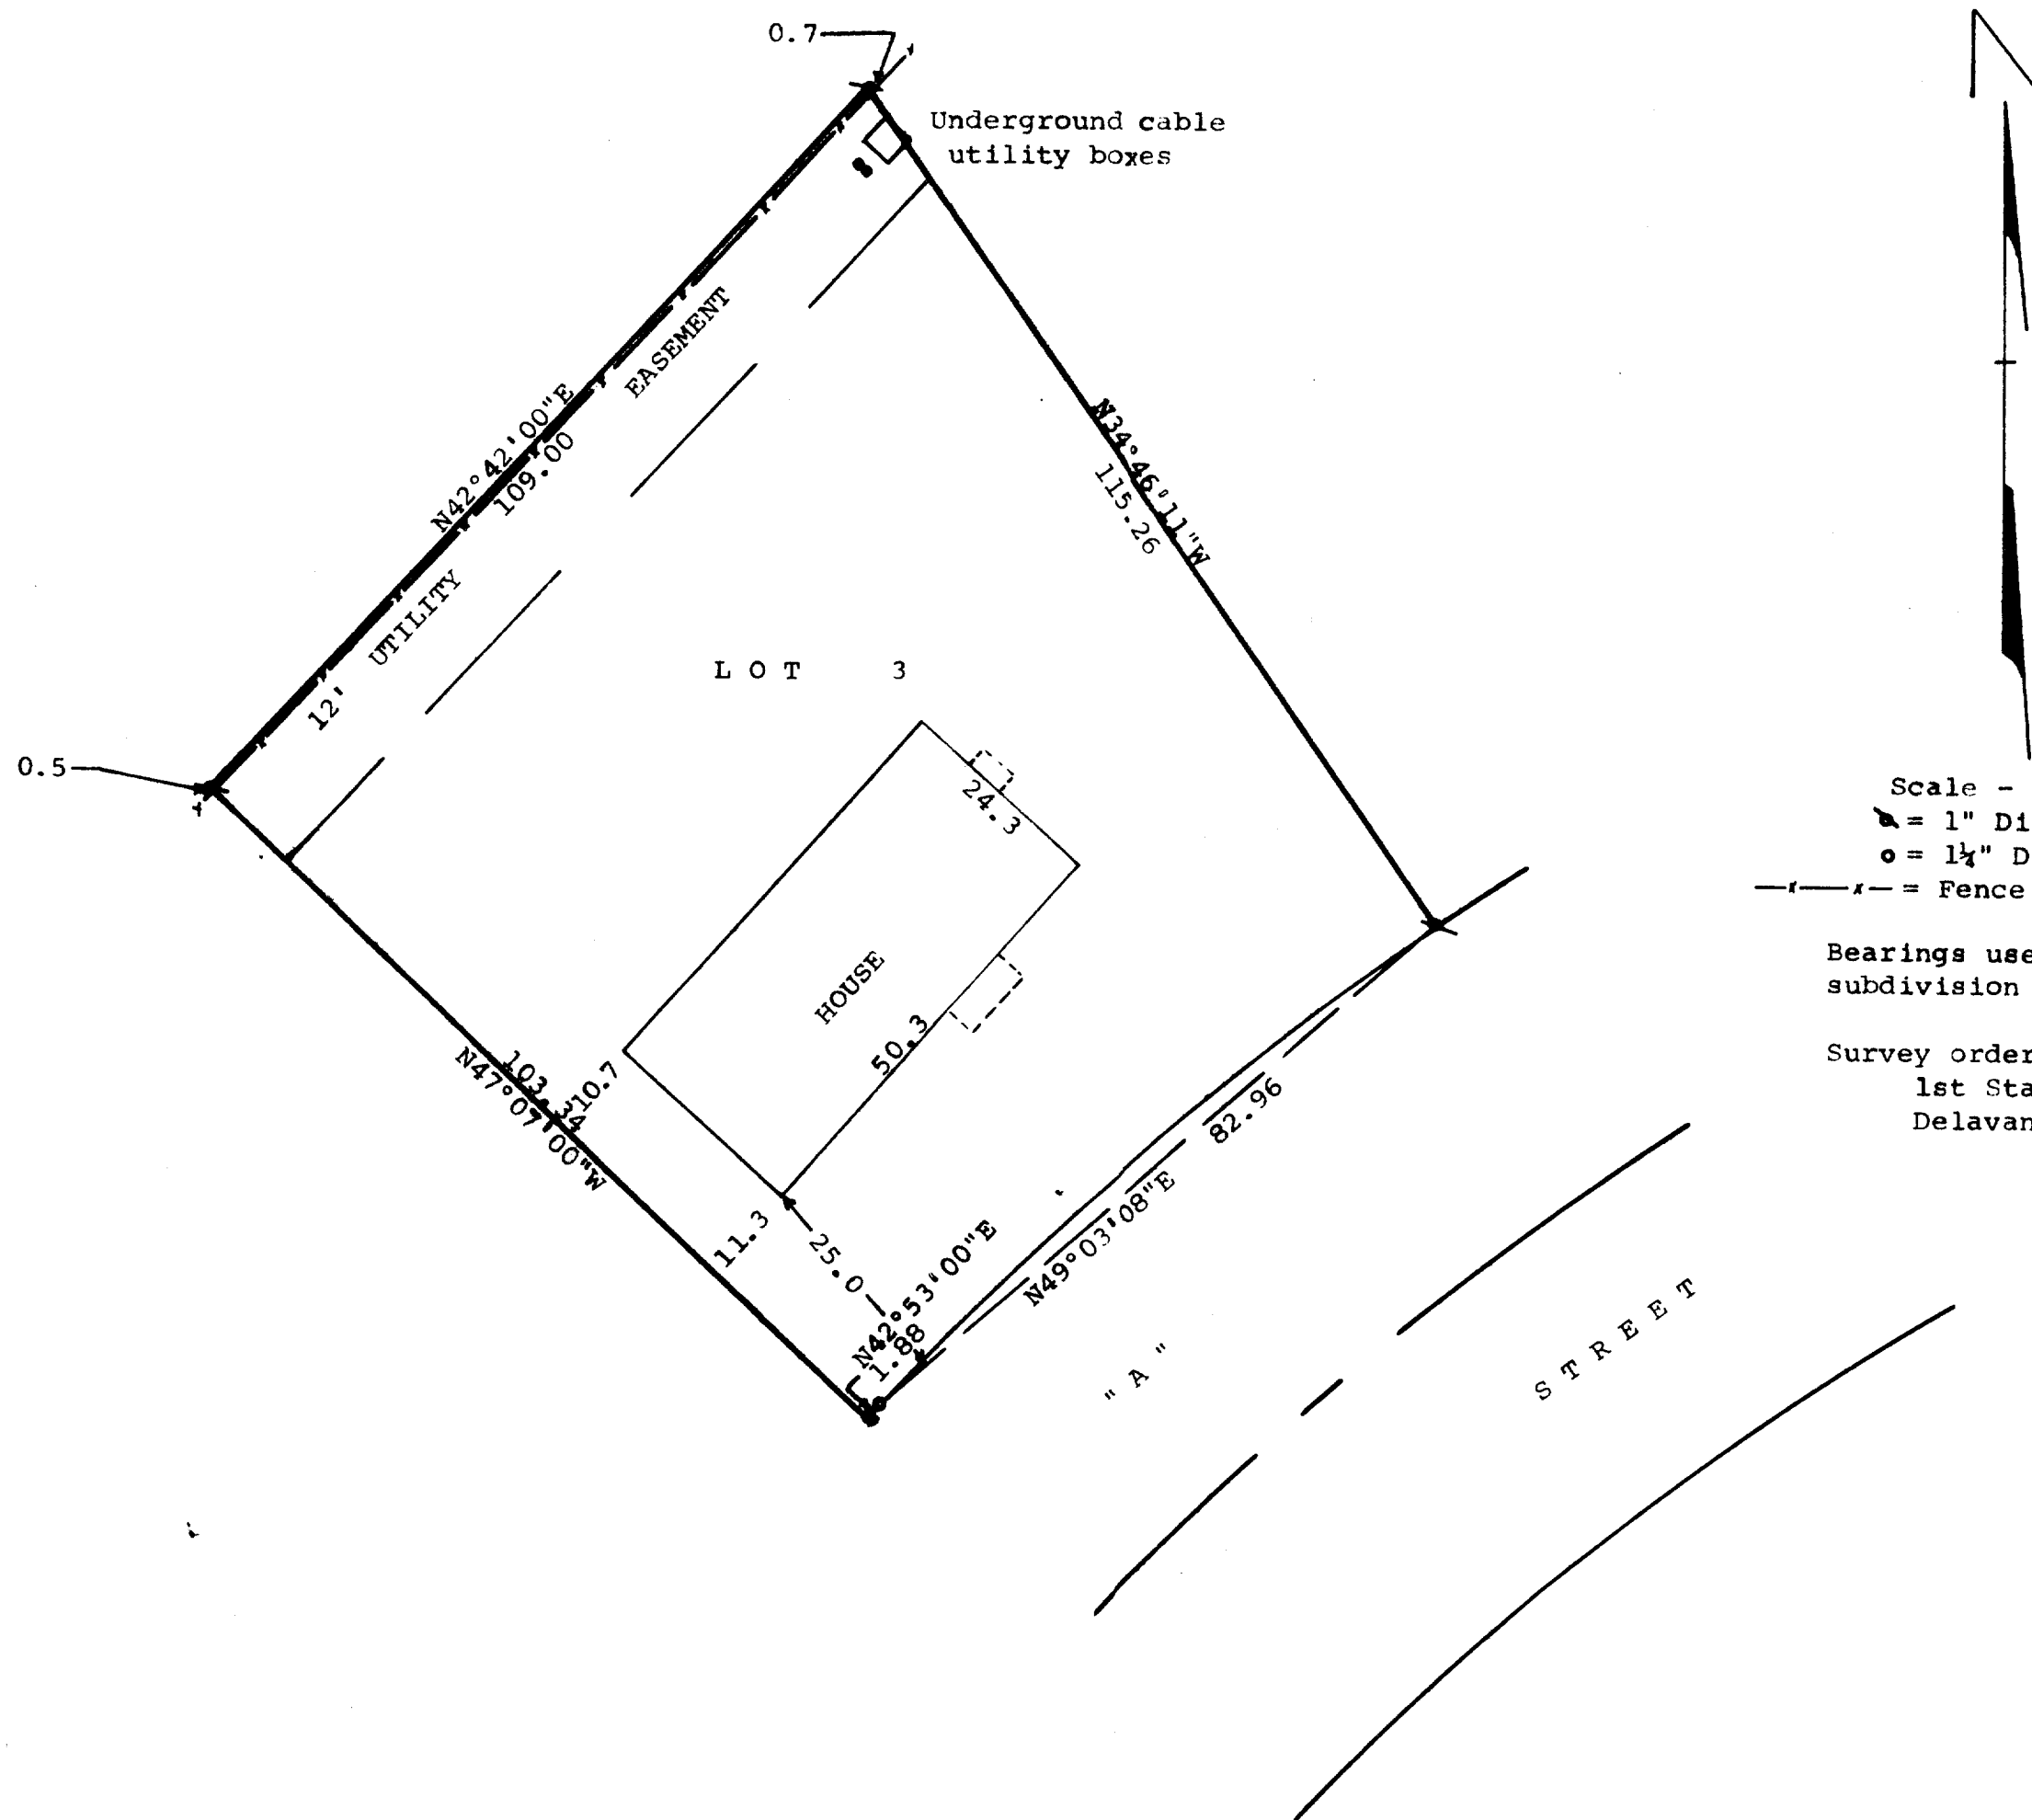 0.7
Underground cable
utility boxes
N42°42'00"E
109.00
12' UTILITY EASEMENT
N34°46'11"W
115.26
LOT 3
0.5
24.3
HOUSE
50.3
10.7
103.34
N47°07'00"W
11.3
25.0
N42°53'00"E
1.88
82.96
N49°03'08"E
"A" STREET
Scale -
= 1" Di
= 1¼" D
= Fence
Bearings use
subdivision
Survey order
1st Sta
Delavan